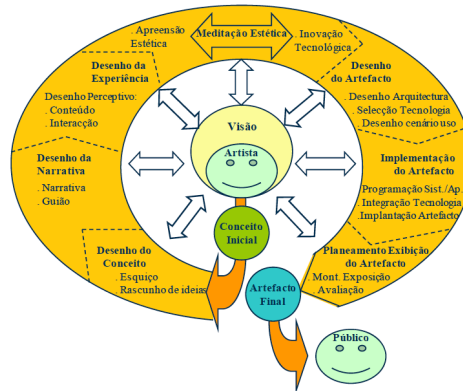 . Apreensão
Estética
Meditação Estética
. Inovação
Tecnológica
Desenho da
Experiência
Desenho Perceptivo:
. Conteúdo
. Interacção
Desenho da
Narrativa
. Narrativa
. Guião
Desenho do
Conceito
. Esquiço
. Rascunho de ideias
Visão
Artista
Conceito
Inicial
Desenho
do Artefacto
. Desenho Arquitectura
. Selecção Tecnologia
. Desenho cenário uso
Implementação
do Artefacto
. Programação Sist./Ap.
. Integração Tecnologia
. Implantação Artefacto
Planeamento Exibição
do Artefacto
. Mont. Exposição
. Avaliação
Artefacto
Final
Público